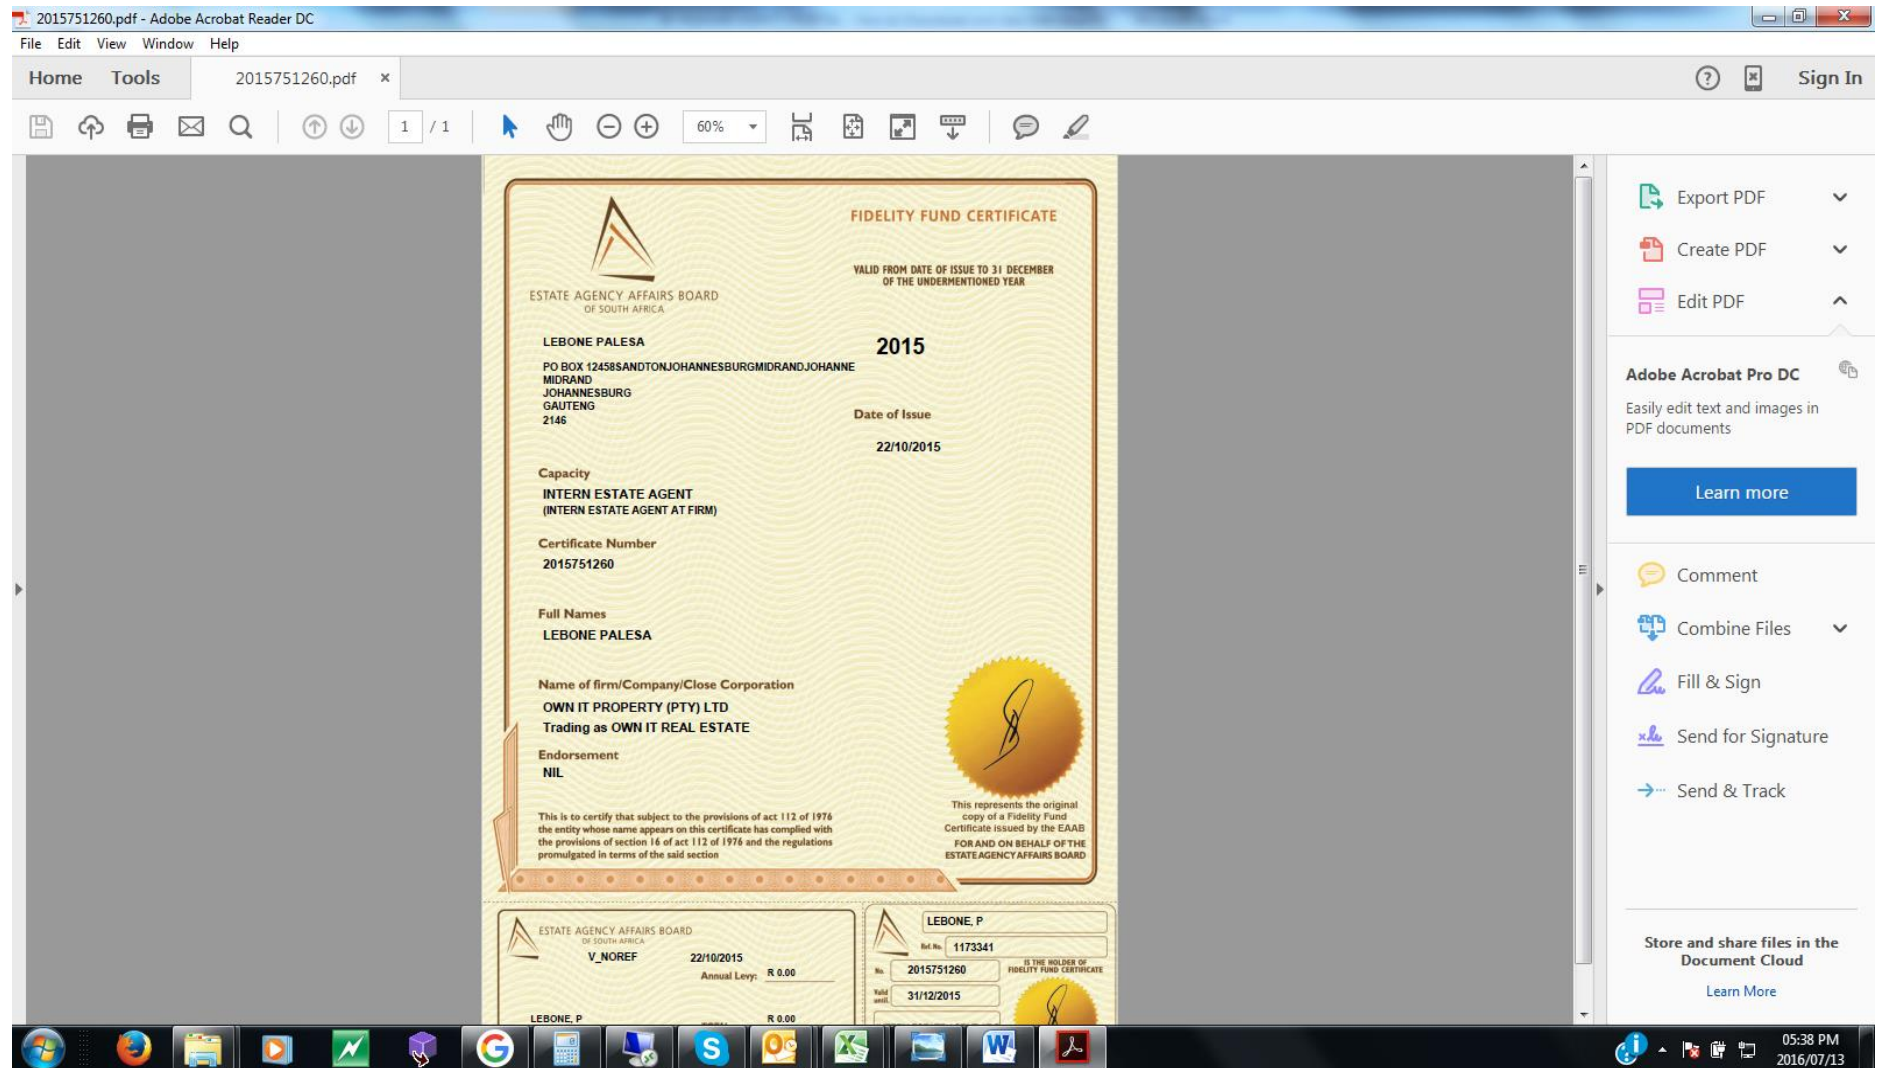 2015751260.pdf - Adobe Acrobat Reader DC
File Edit View Window Help
Home Tools 2015751260.pdf × Sign In
1 / 1 60%
FIDELITY FUND CERTIFICATE
VALID FROM DATE OF ISSUE TO 31 DECEMBER
OF THE UNDERMENTIONED YEAR
ESTATE AGENCY AFFAIRS BOARD
OF SOUTH AFRICA
LEBONE PALESA
2015
PO BOX 12458SANDTONJOHANNESBURGMIDRANDJOHANNE
MIDRAND
JOHANNESBURG
GAUTENG
2146
Date of Issue
22/10/2015
Capacity
INTERN ESTATE AGENT
(INTERN ESTATE AGENT AT FIRM)
Certificate Number
2015751260
Full Names
LEBONE PALESA
Name of firm/Company/Close Corporation
OWN IT PROPERTY (PTY) LTD
Trading as OWN IT REAL ESTATE
Endorsement
NIL
This is to certify that subject to the provisions of act 112 of 1976
the entity whose name appears on this certificate has complied with
the provisions of section 16 of act 112 of 1976 and the regulations
promulgated in terms of the said section
This represents the original
copy of a Fidelity Fund
Certificate issued by the EAAB
FOR AND ON BEHALF OF THE
ESTATE AGENCY AFFAIRS BOARD
ESTATE AGENCY AFFAIRS BOARD
OF SOUTH AFRICA
V_NOREF 22/10/2015
Annual Levy: R 0.00
LEBONE, P R 0.00
LEBONE, P
Ref. No. 1173341
No. 2015751260
IS THE HOLDER OF
FIDELITY FUND CERTIFICATE
Valid
until. 31/12/2015
Export PDF
Create PDF
Edit PDF
Adobe Acrobat Pro DC
Easily edit text and images in
PDF documents
Learn more
Comment
Combine Files
Fill & Sign
Send for Signature
Send & Track
Store and share files in the
Document Cloud
Learn More
05:38 PM
2016/07/13